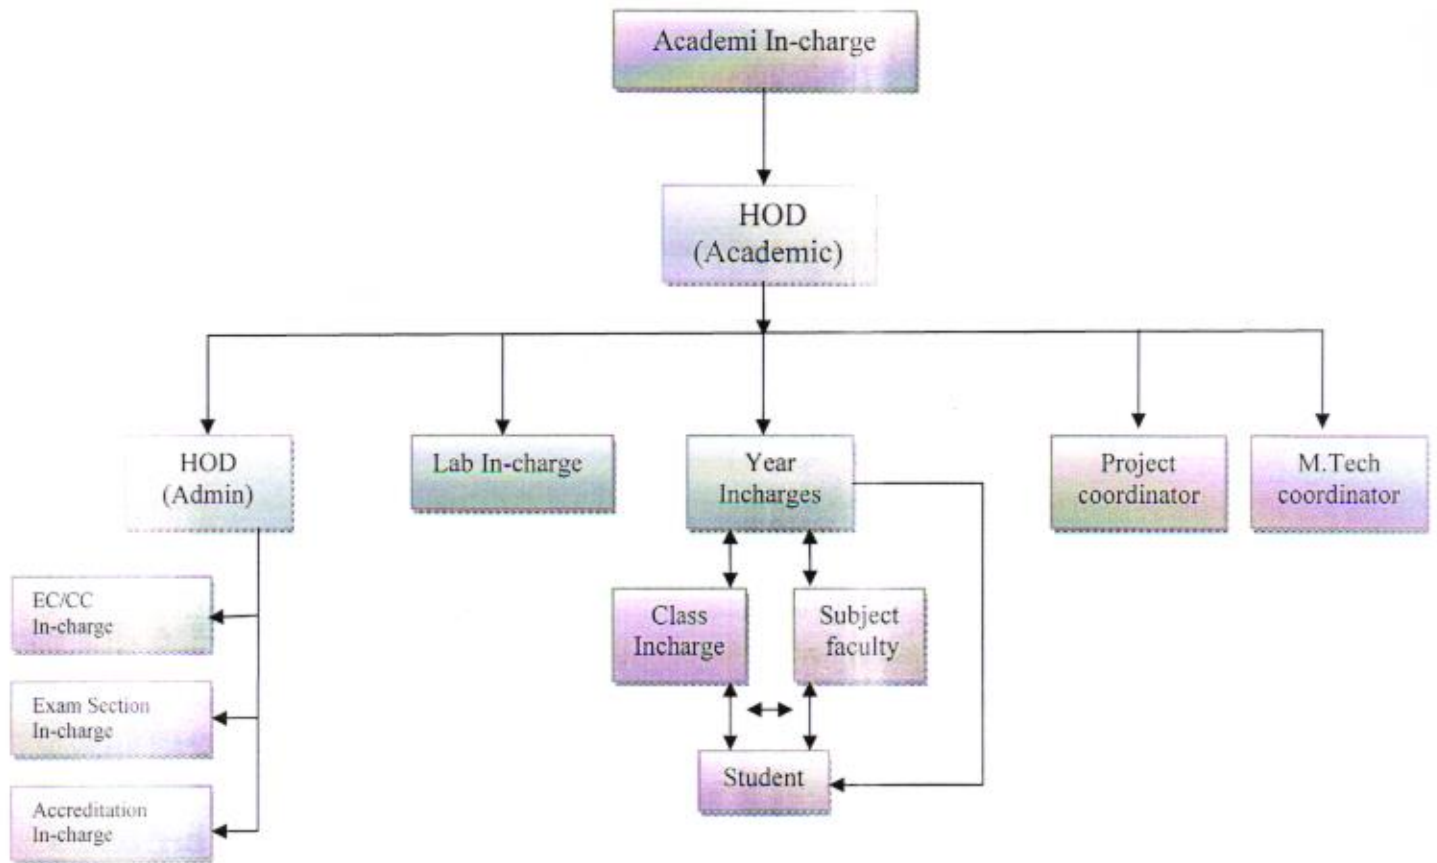 Academi In-charge
HOD
(Academic)
HOD
(Admin)
Lab In-charge
Year
Incharges
Project
coordinator
M.Tech
coordinator
EC/CC
In-charge
Class
Incharge
Subject
faculty
Exam Section
In-charge
Student
Accreditation
In-charge